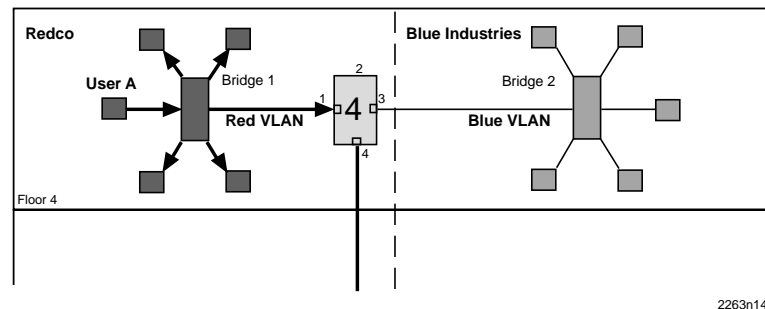 Redco
Blue Industries
User A
Bridge 1
2
Bridge 2
1
4
3
Red VLAN
Blue VLAN
4
Floor 4
2263n14